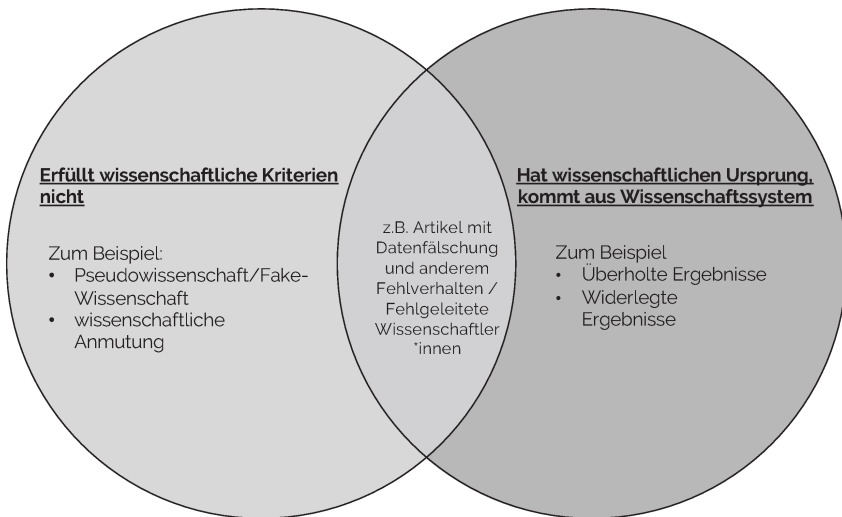 Erfüllt wissenschaftliche Kriterien
nicht
Zum Beispiel:
• Pseudowissenschaft/Fake-
Wissenschaft
• wissenschaftliche
Anmutung
z.B. Artikel mit
Datenfälschung
und anderem
Fehlverhalten /
Fehlgeleitete
Wissenschaftler
*innen
Hat wissenschaftlichen Ursprung,
kommt aus Wissenschaftssystem
Zum Beispiel
• Überholte Ergebnisse
• Widerlegte
Ergebnisse